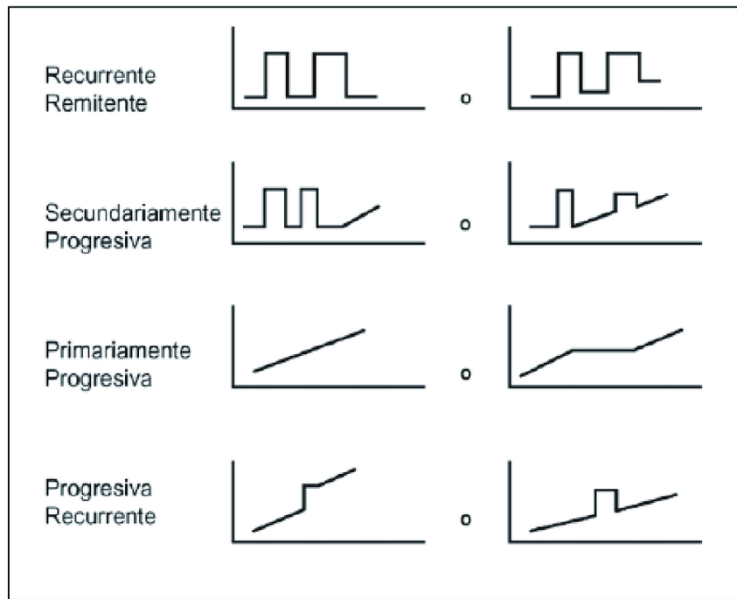 Recurrente
Remitente
o
Secundariamente
Progresiva
o
Primariamente
Progresiva
o
Progresiva
Recurrente
o